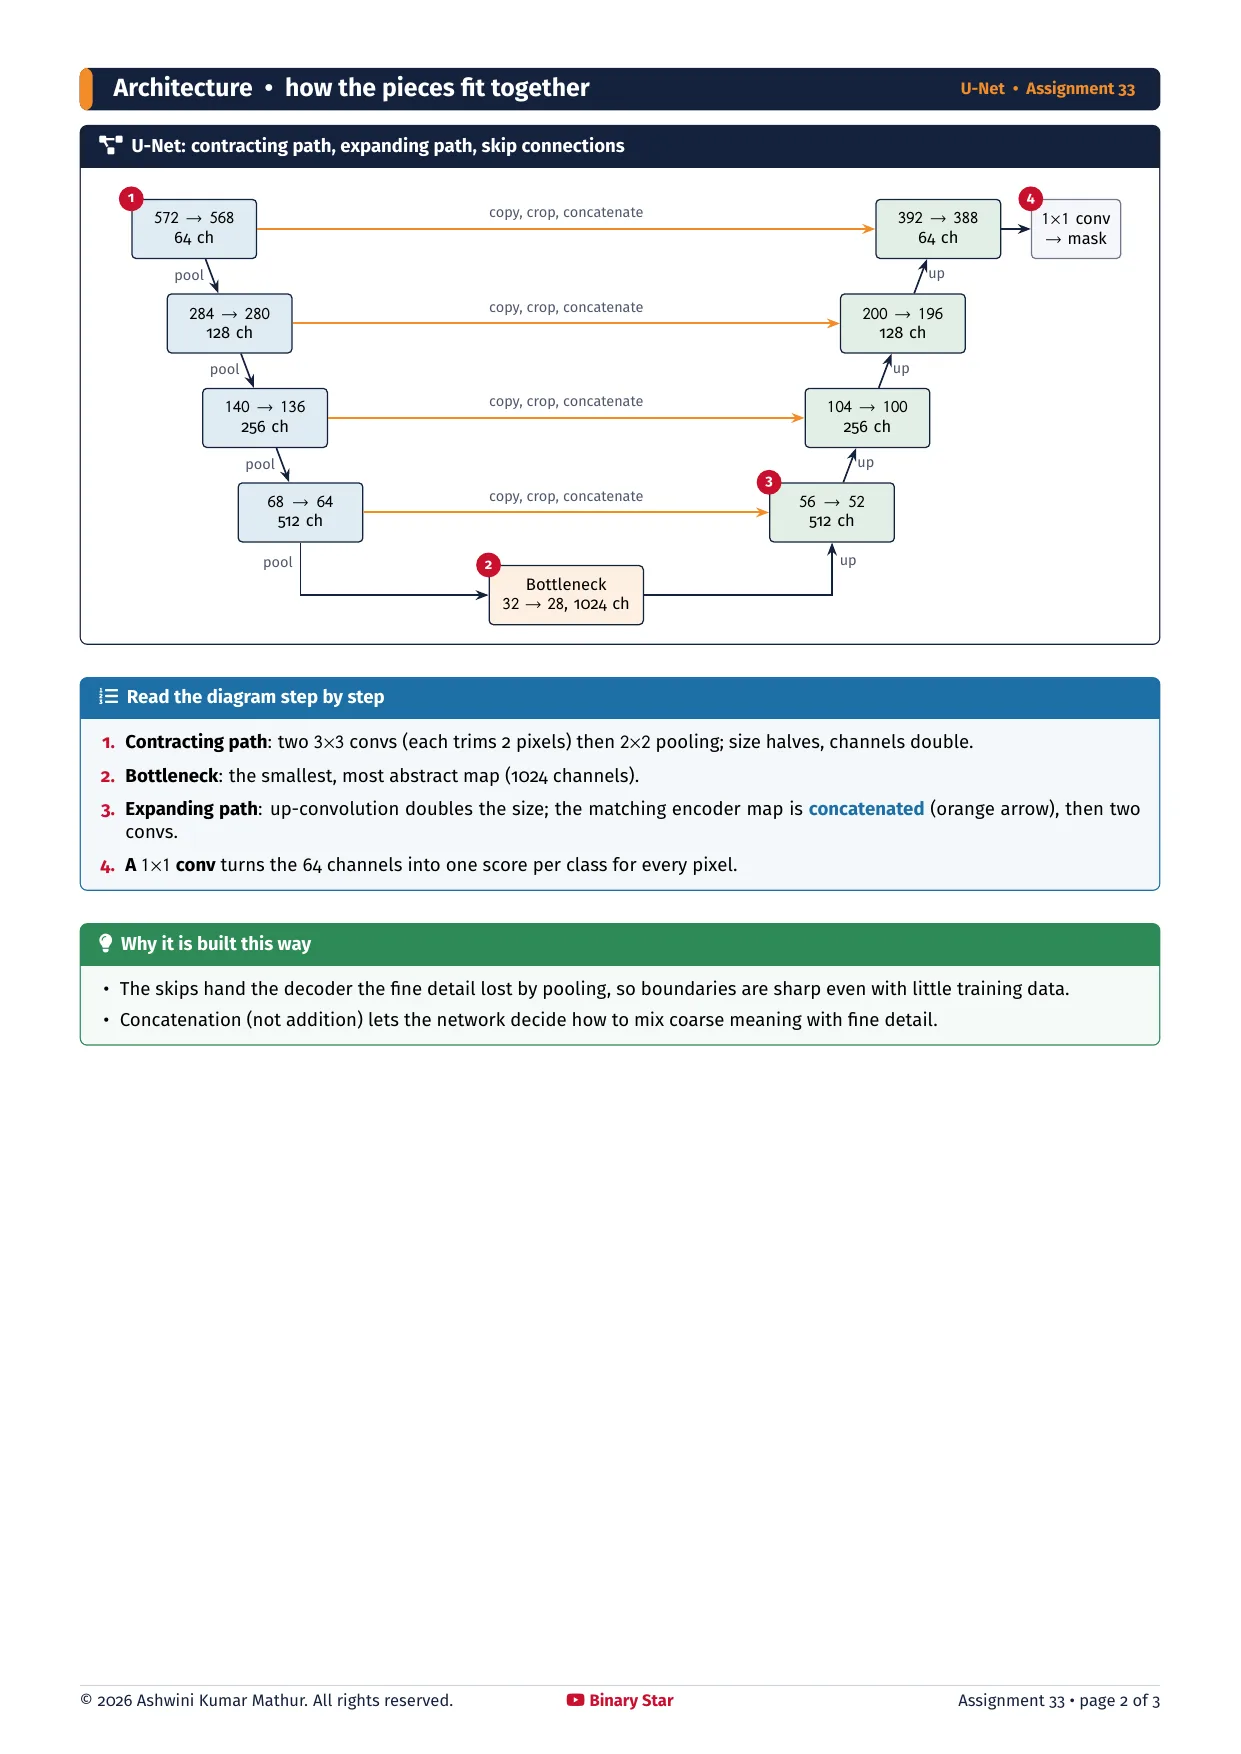 Architecture • how the pieces fit together
U-Net • Assignment 33
U-Net: contracting path, expanding path, skip connections
1
572 → 568
64 ch
copy, crop, concatenate
392 → 388
64 ch
4
1×1 conv
→ mask
pool
up
284 → 280
128 ch
copy, crop, concatenate
200 → 196
128 ch
pool
up
140 → 136
256 ch
copy, crop, concatenate
104 → 100
256 ch
pool
up
68 → 64
512 ch
copy, crop, concatenate
3
56 → 52
512 ch
pool
up
2
Bottleneck
32 → 28, 1024 ch
Read the diagram step by step
1. Contracting path: two 3×3 convs (each trims 2 pixels) then 2×2 pooling; size halves, channels double.
2. Bottleneck: the smallest, most abstract map (1024 channels).
3. Expanding path: up-convolution doubles the size; the matching encoder map is concatenated (orange arrow), then two
convs.
4. A 1×1 conv turns the 64 channels into one score per class for every pixel.
Why it is built this way
• The skips hand the decoder the fine detail lost by pooling, so boundaries are sharp even with little training data.
• Concatenation (not addition) lets the network decide how to mix coarse meaning with fine detail.
© 2026 Ashwini Kumar Mathur. All rights reserved.
Binary Star
Assignment 33 • page 2 of 3